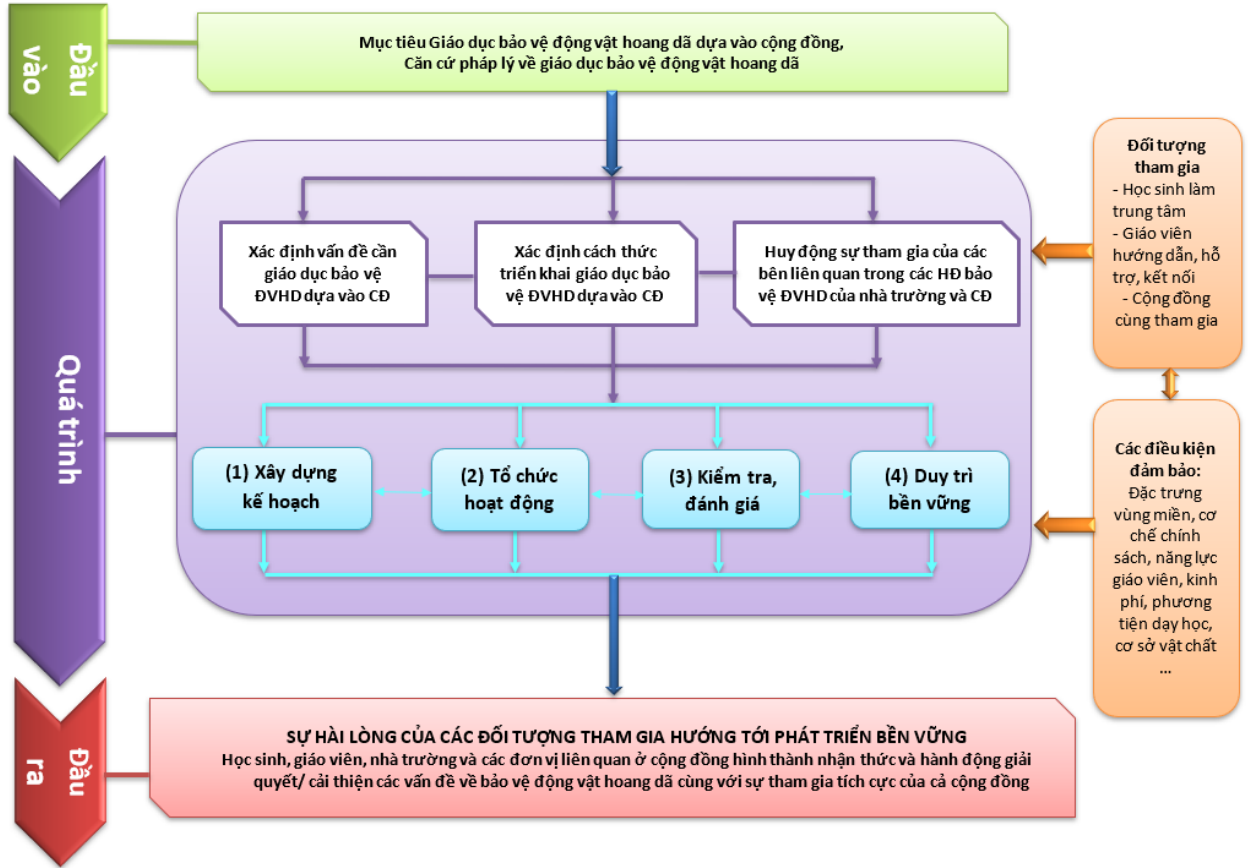 Đầu
vào
Mục tiêu Giáo dục bảo vệ động vật hoang dã dựa vào cộng đồng,
Căn cứ pháp lý về giáo dục bảo vệ động vật hoang dã
Quá trình
Xác định vấn đề cần
giáo dục bảo vệ
ĐVHD dựa vào CĐ
Xác định cách thức
triển khai giáo dục bảo
vệ ĐVHD dựa vào CĐ
Huy động sự tham gia của các
bên liên quan trong các HĐ bảo
vệ ĐVHD của nhà trường và CĐ
(1) Xây dựng
kế hoạch
(2) Tổ chức
hoạt động
(3) Kiểm tra,
đánh giá
(4) Duy trì
bền vững
Đối tượng
tham gia
- Học sinh làm
trung tâm
- Giáo viên
hướng dẫn, hỗ
trợ, kết nối
- Cộng đồng
cùng tham gia
Các điều kiện
đảm bảo:
Đặc trưng
vùng miền, cơ
chế chính
sách, năng lực
giáo viên, kinh
phí, phương
tiện dạy học,
cơ sở vật chất
...
Đầu
ra
SỰ HÀI LÒNG CỦA CÁC ĐỐI TƯỢNG THAM GIA HƯỚNG TỚI PHÁT TRIỂN BỀN VỮNG
Học sinh, giáo viên, nhà trường và các đơn vị liên quan ở cộng đồng hình thành nhận thức và hành động giải
quyết/ cải thiện các vấn đề về bảo vệ động vật hoang dã cùng với sự tham gia tích cực của cả cộng đồng